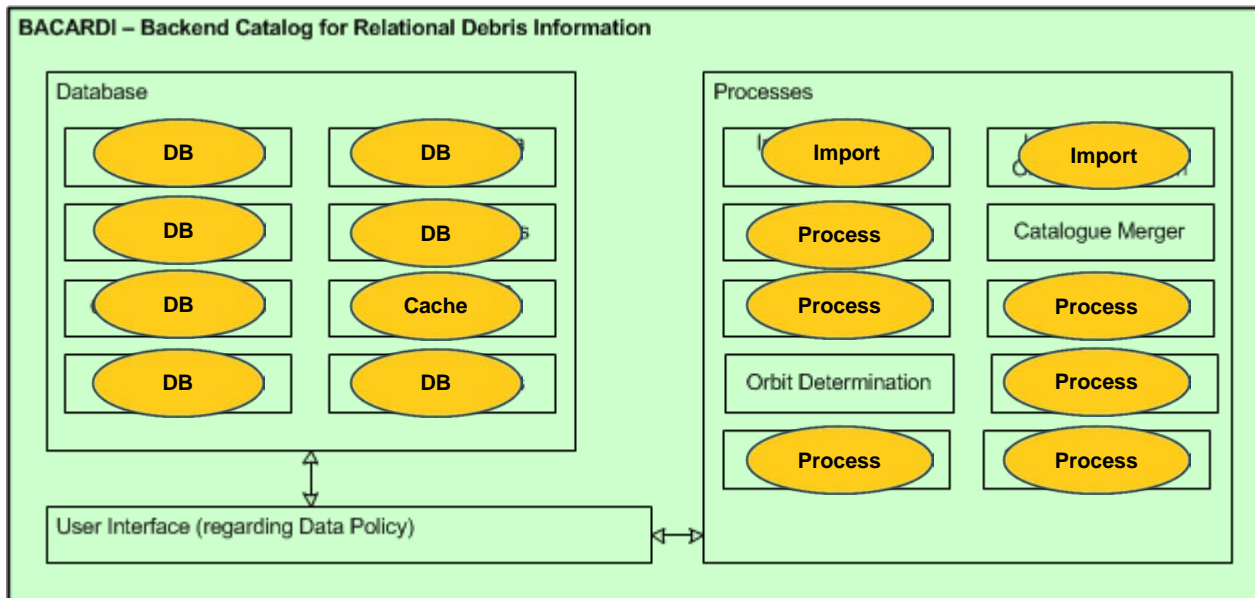 BACARDI – Backend Catalog for Relational Debris Information
Database
DB
DB
DB
DB
DB
Cache
DB
DB
Processes
Import
Import
Process
Catalogue Merger
Process
Process
Orbit Determination
Process
Process
Process
User Interface (regarding Data Policy)